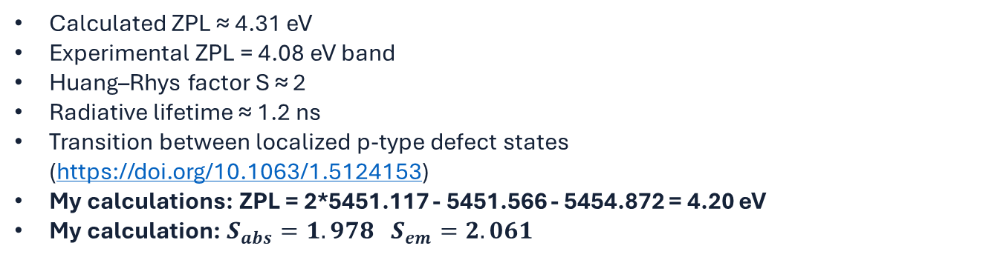 • Calculated ZPL ≈ 4.31 eV
• Experimental ZPL = 4.08 eV band
• Huang–Rhys factor S ≈ 2
• Radiative lifetime ≈ 1.2 ns
• Transition between localized p-type defect states
(https://doi.org/10.1063/1.5124153)
• My calculations: ZPL = 2*5451.117 - 5451.566 - 5454.872 = 4.20 eV
• My calculation: S_abs = 1.978 S_em = 2.061